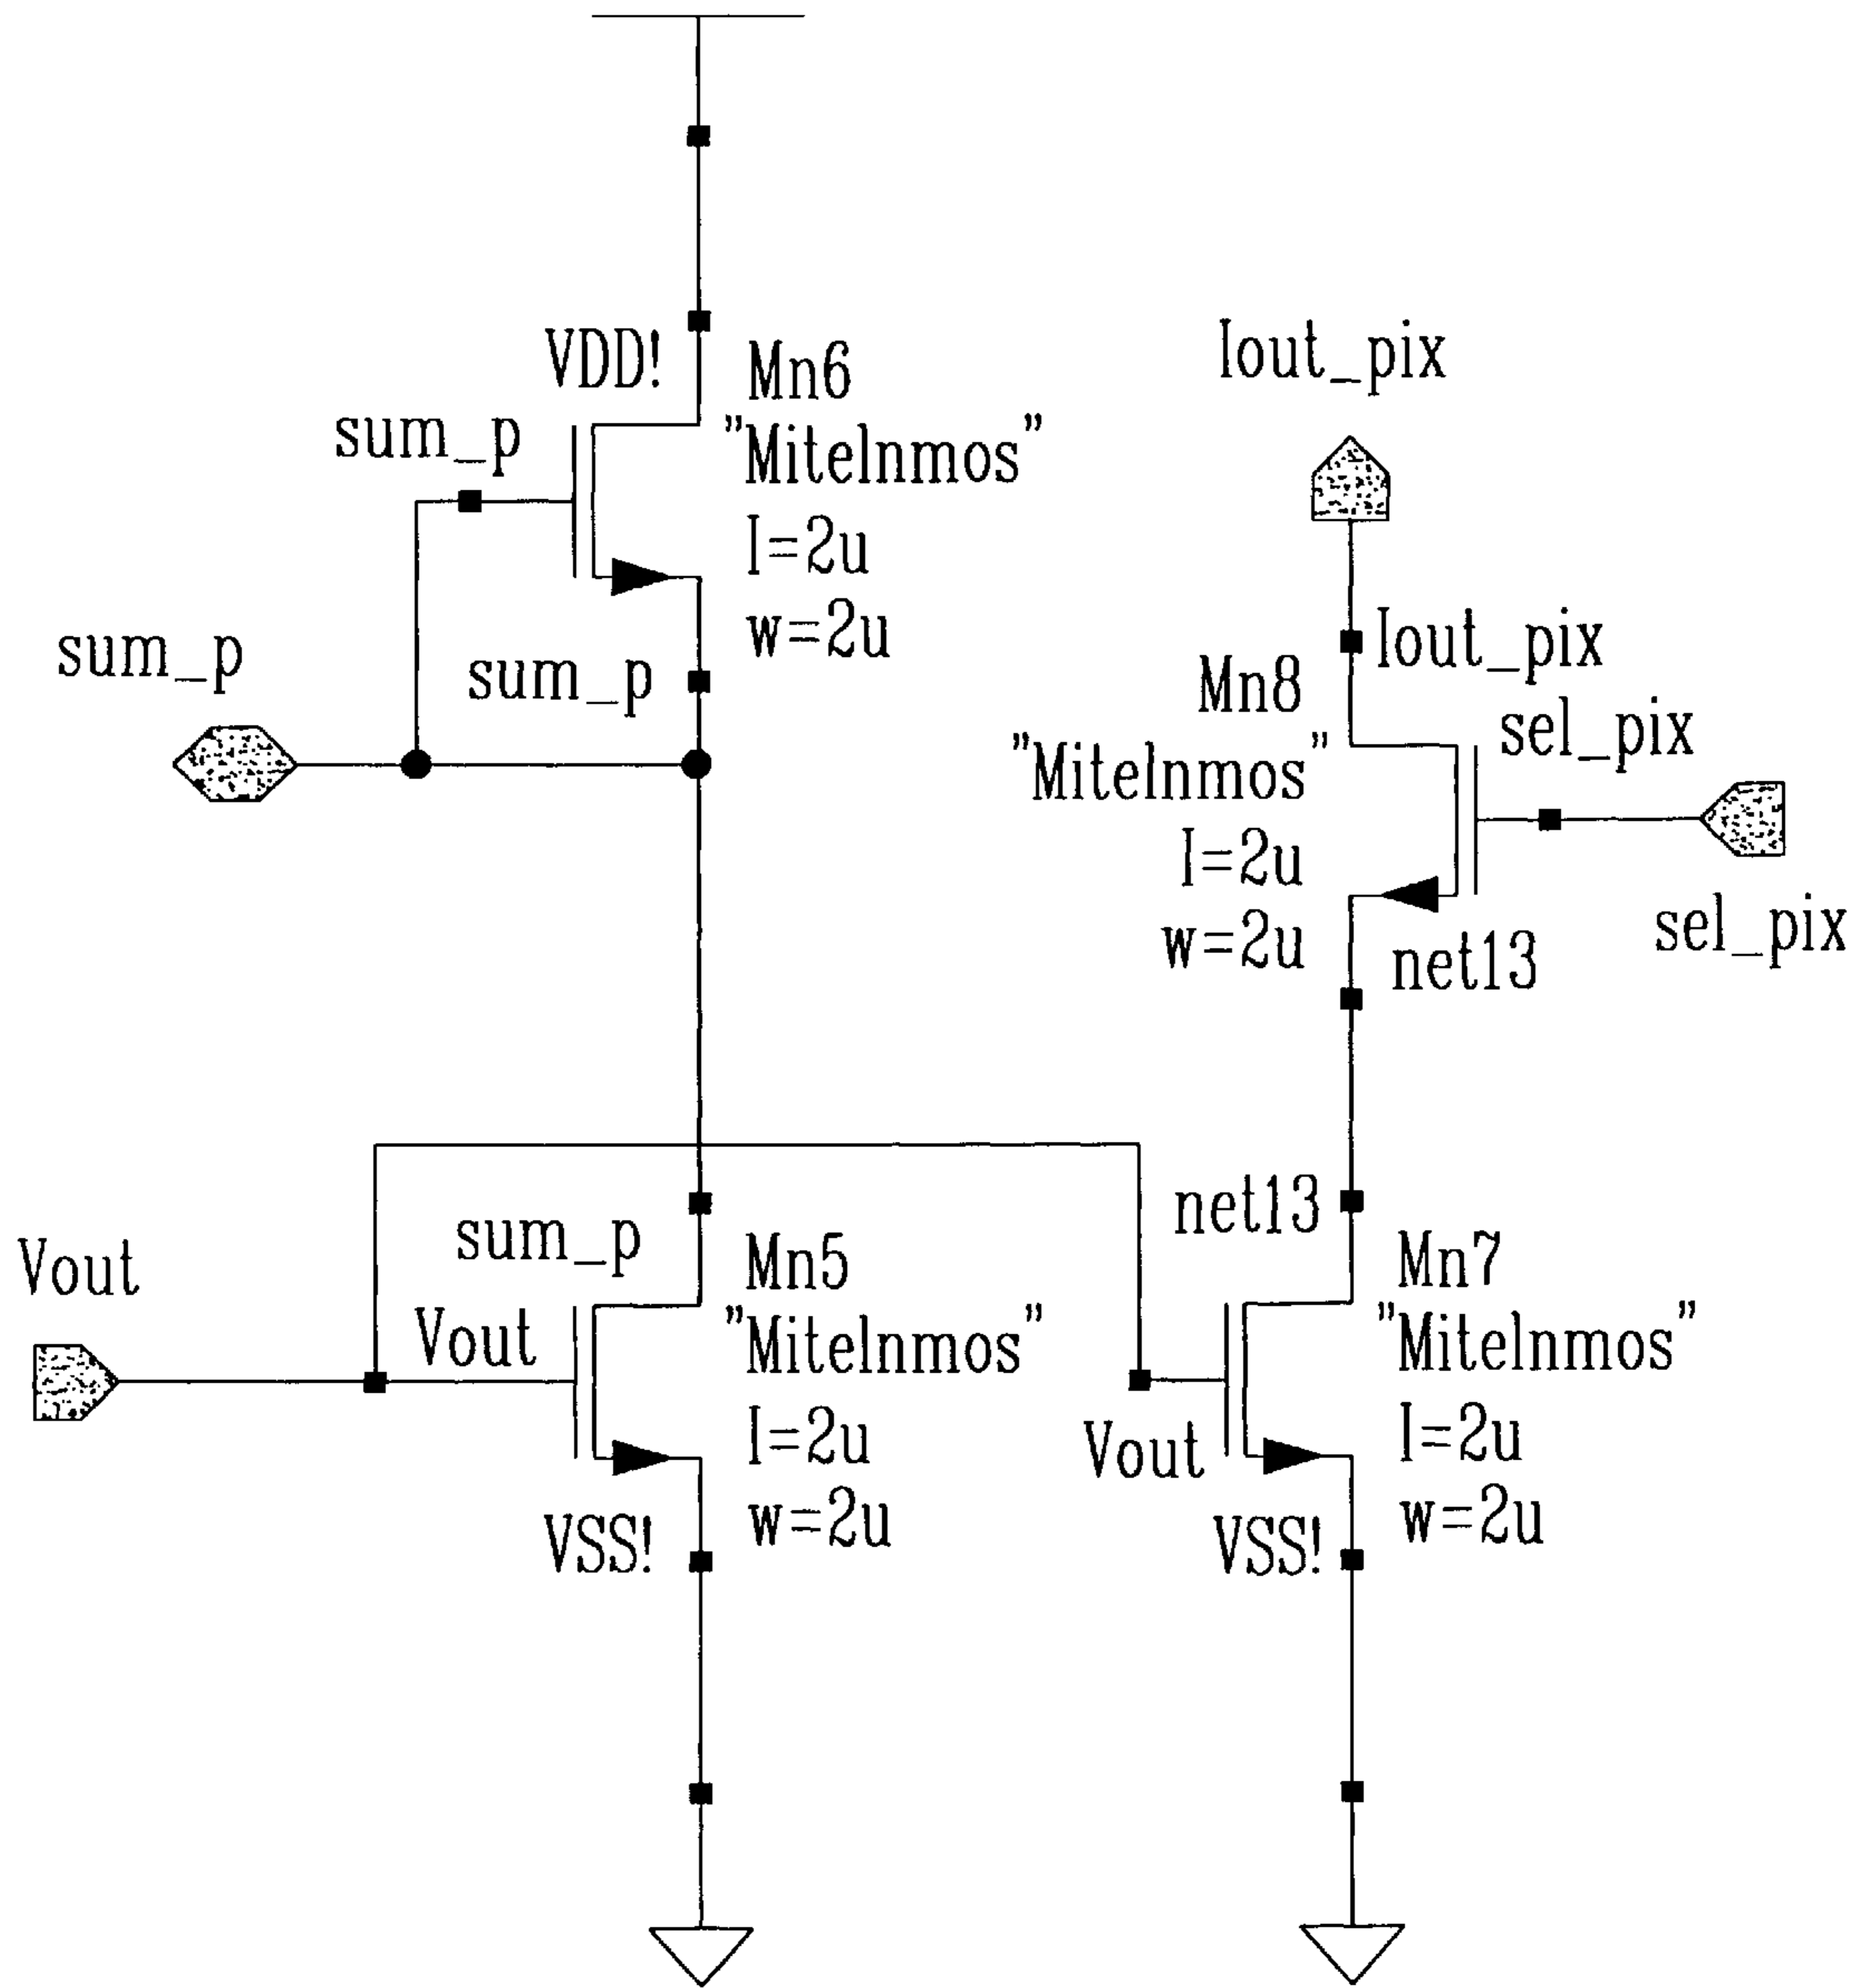 VDD!
Mn6
"Mitelnmos"
l=2u
w=2u
sum_p
sum_p
sum_p
Iout_pix
Iout_pix
Mn8
"Mitelnmos"
l=2u
w=2u
sel_pix
sel_pix
net13
net13
sum_p
Mn5
"Mitelnmos"
l=2u
w=2u
Vout
Vout
VSS!
Mn7
"Mitelnmos"
l=2u
w=2u
Vout
VSS!